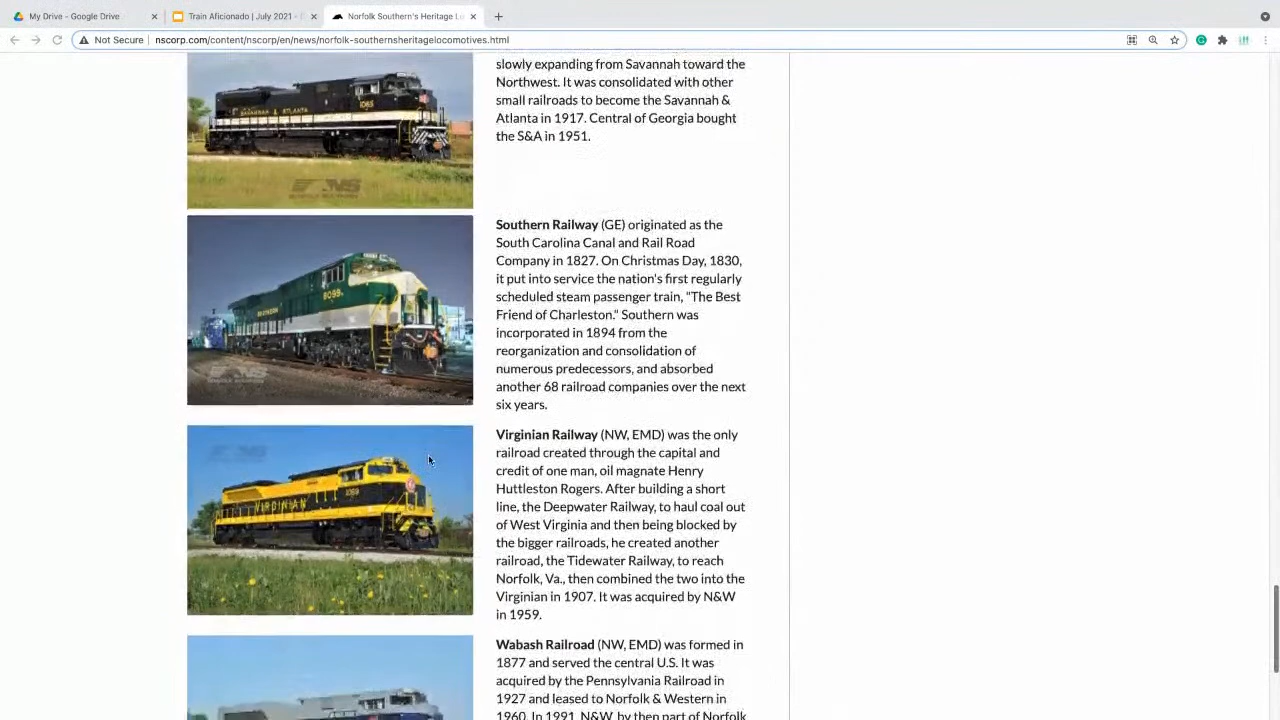 My Drive - Google Drive
Train Aficionado | July 2021 -
Norfolk Southern's Heritage Lo
Not Secure
nscorp.com/content/nscorp/en/news/norfolk-southernsheritagelocomotives.html
slowly expanding from Savannah toward the
Northwest. It was consolidated with other
small railroads to become the Savannah &
Atlanta in 1917. Central of Georgia bought
the S&A in 1951.
SAVANNAH & ATLANTA
1065
NS
Southern Railway (GE) originated as the
South Carolina Canal and Rail Road
Company in 1827. On Christmas Day, 1830,
it put into service the nation's first regularly
scheduled steam passenger train, "The Best
Friend of Charleston." Southern was
incorporated in 1894 from the
reorganization and consolidation of
numerous predecessors, and absorbed
another 68 railroad companies over the next
six years.
SOUTHERN
8099
NS
Virginian Railway (NW, EMD) was the only
railroad created through the capital and
credit of one man, oil magnate Henry
Huttleston Rogers. After building a short
line, the Deepwater Railway, to haul coal out
of West Virginia and then being blocked by
the bigger railroads, he created another
railroad, the Tidewater Railway, to reach
Norfolk, Va., then combined the two into the
Virginian in 1907. It was acquired by N&W
in 1959.
VIRGINIAN
1069
Wabash Railroad (NW, EMD) was formed in
1877 and served the central U.S. It was
acquired by the Pennsylvania Railroad in
1927 and leased to Norfolk & Western in
1960. In 1991, N&W, by then part of Norfolk